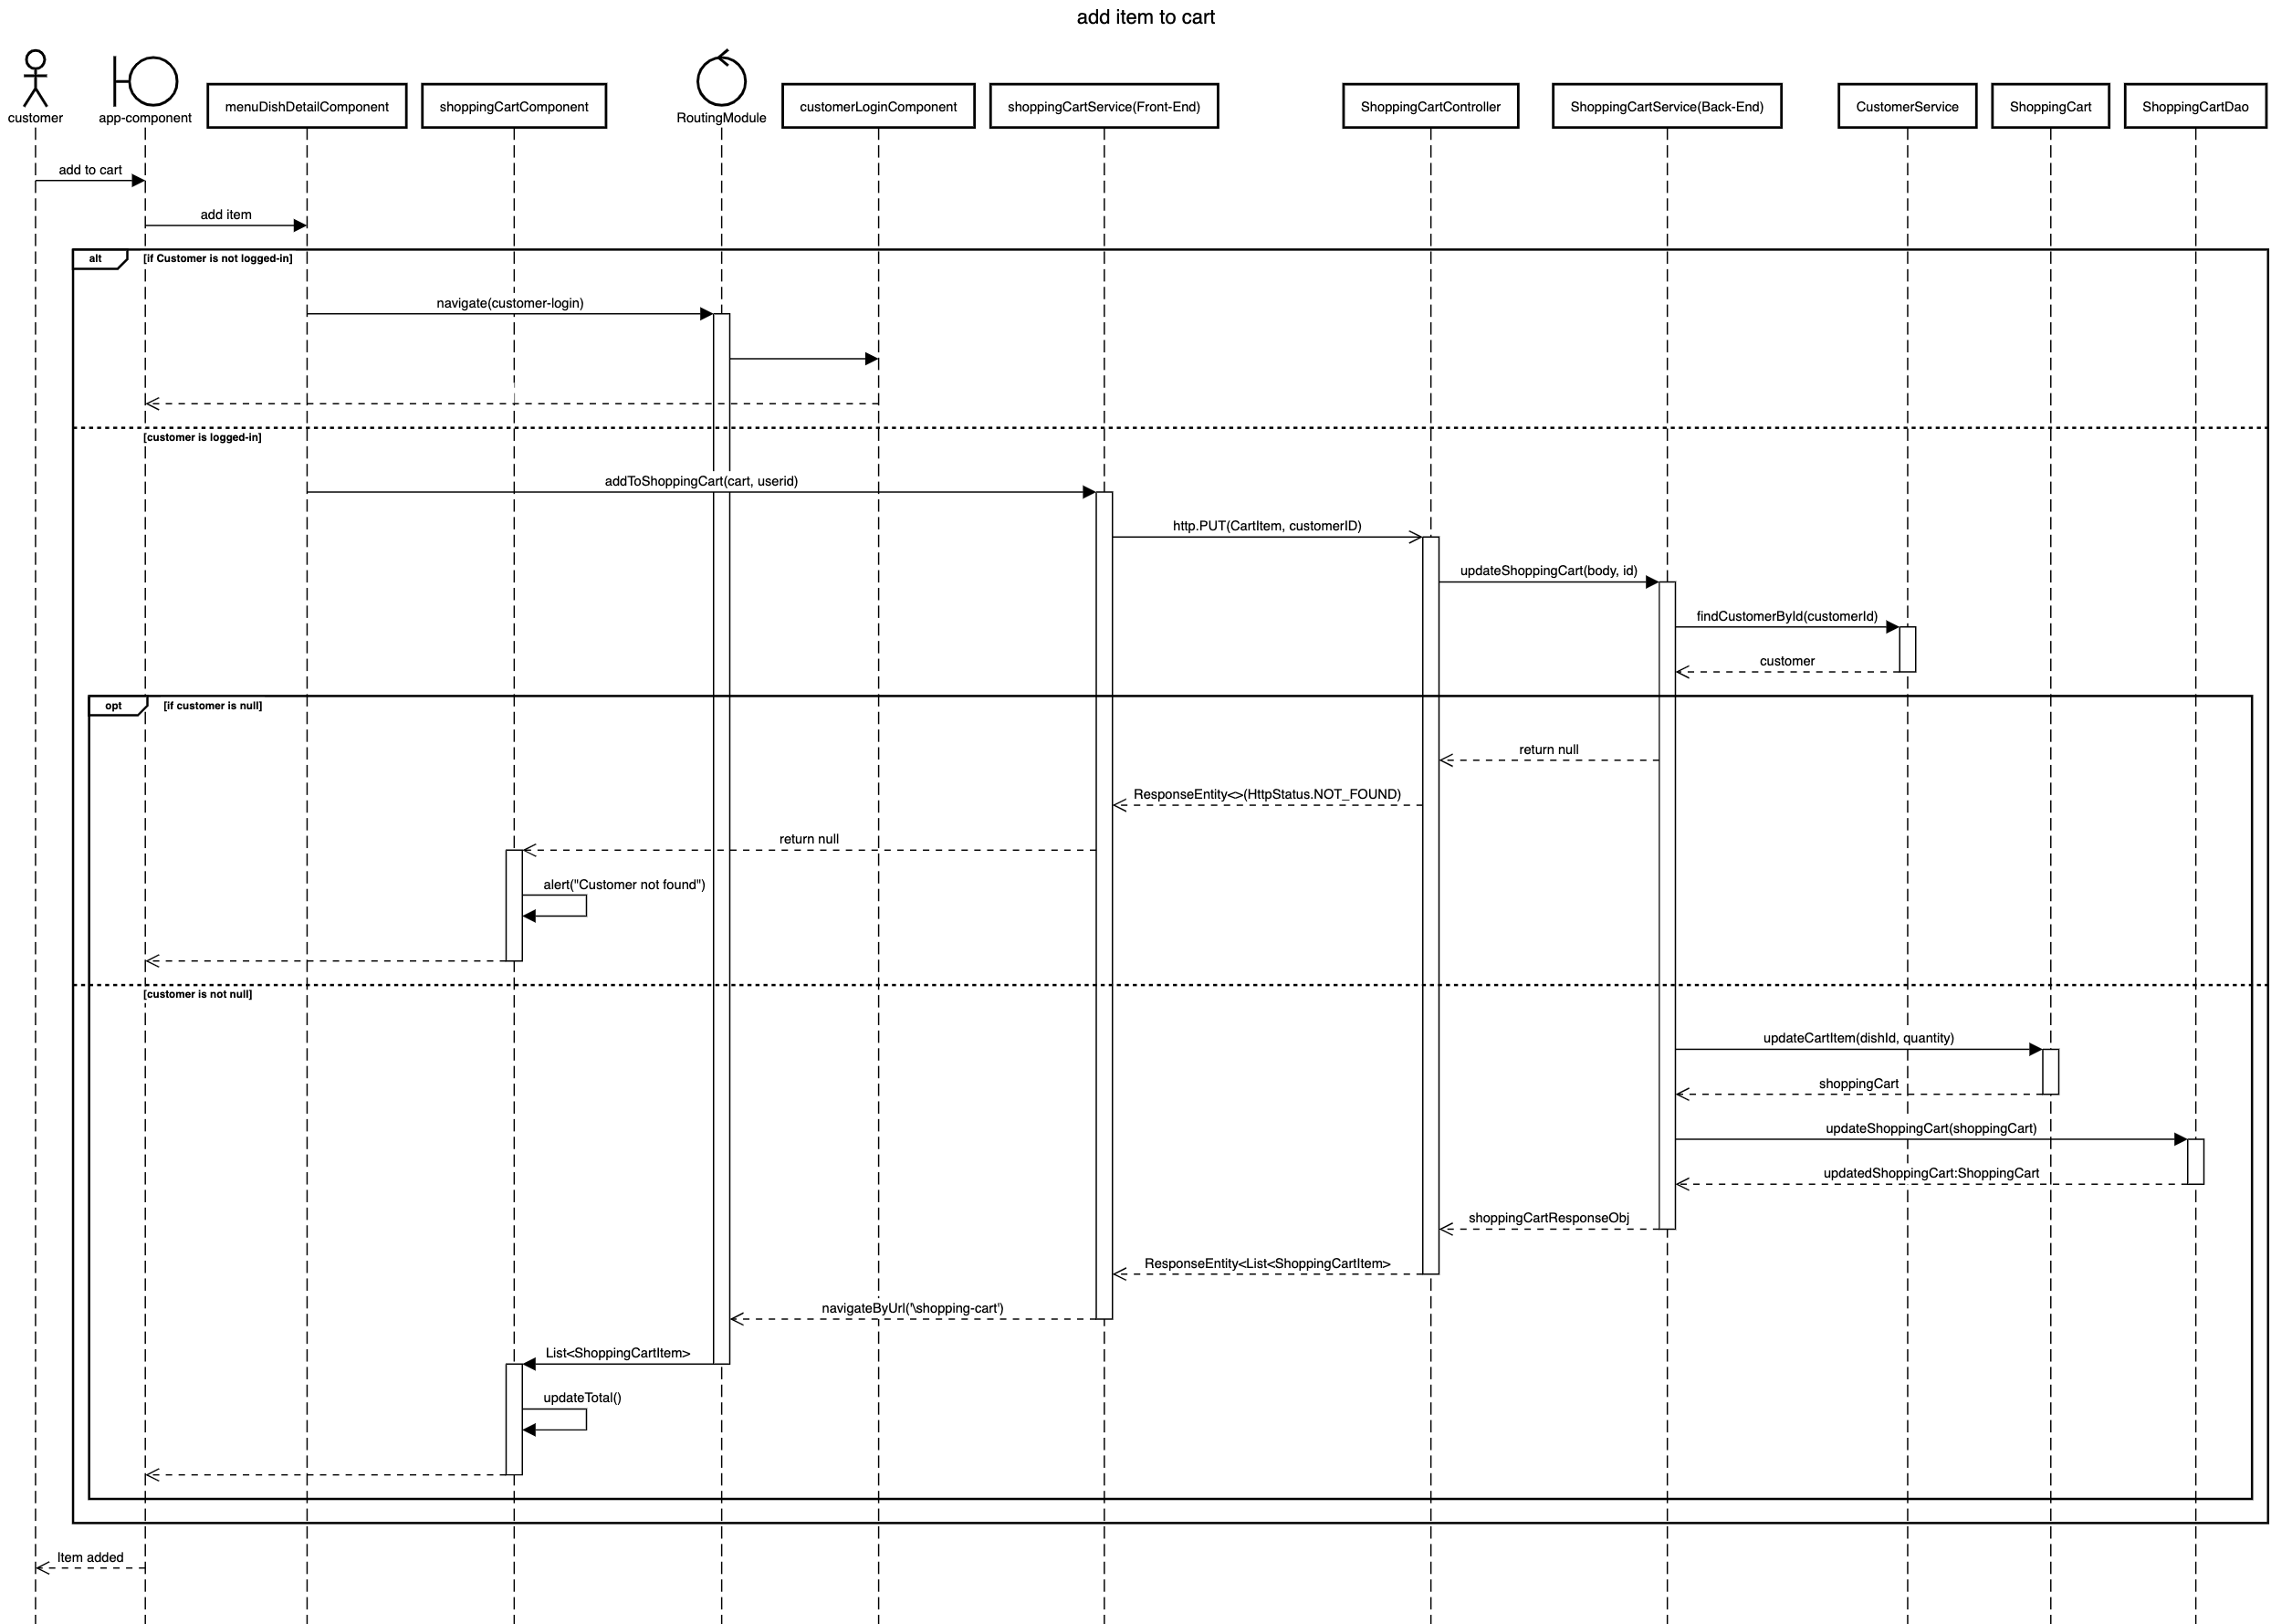 add item to cart
customer
app-component
menuDishDetailComponent
shoppingCartComponent
RoutingModule
customerLoginComponent
shoppingCartService(Front-End)
ShoppingCartController
ShoppingCartService(Back-End)
CustomerService
ShoppingCart
ShoppingCartDao
add to cart
add item
alt
[if Customer is not logged-in]
navigate(customer-login)
[customer is logged-in]
addToShoppingCart(cart, userid)
http.PUT(CartItem, customerID)
updateShoppingCart(body, id)
findCustomerById(customerId)
customer
opt
[if customer is null]
return null
ResponseEntity<>(HttpStatus.NOT_FOUND)
return null
alert("Customer not found")
[customer is not null]
updateCartItem(dishId, quantity)
shoppingCart
updateShoppingCart(shoppingCart)
updatedShoppingCart:ShoppingCart
shoppingCartResponseObj
ResponseEntity<List<ShoppingCartItem>
navigateByUrl('\shopping-cart')
List<ShoppingCartItem>
updateTotal()
Item added